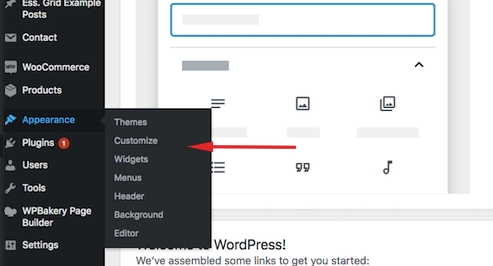 Ess. Grid Example
Posts
Contact
WooCommerce
Products
Appearance
Plugins 1
Users
Tools
WPBakery Page
Builder
Settings
Themes
Customize
Widgets
Menus
Header
Background
Editor
Welcome to WordPress!
We've assembled some links to get you started: